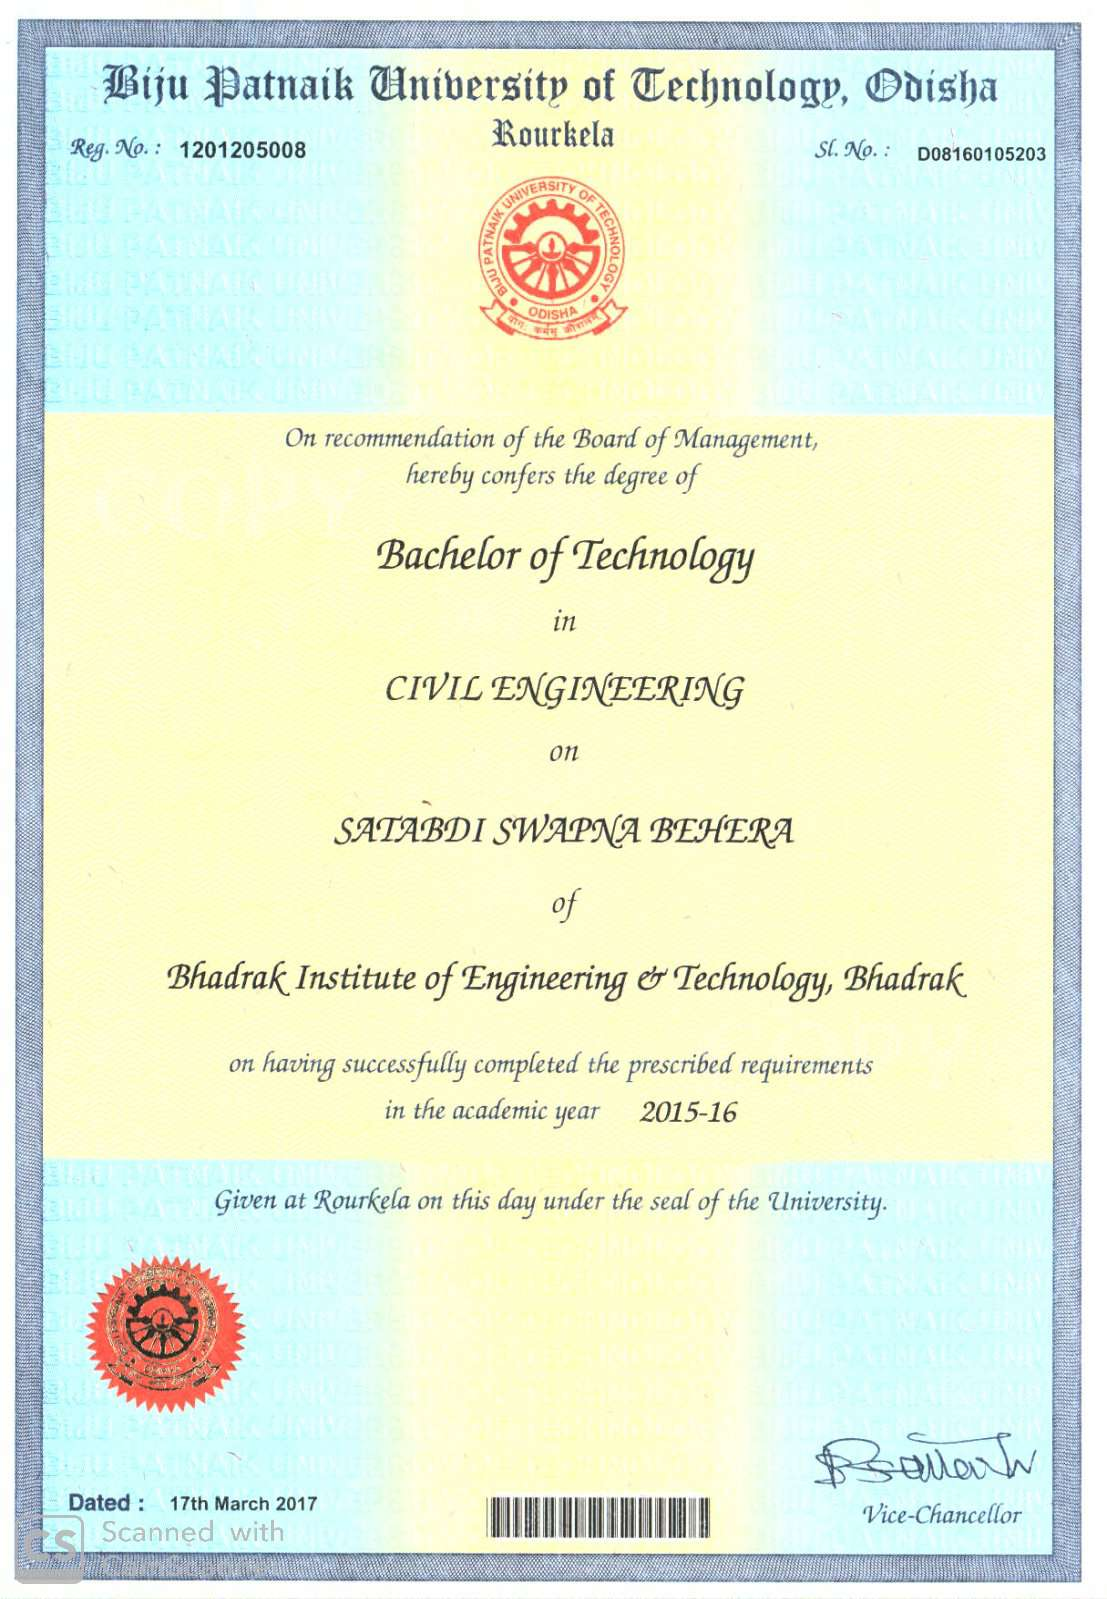 Biju Patnaik University of Technology, Odisha
Rourkela
Reg. No. : 1201205008
Sl. No. : D08160105203
BIJU PATNAIK UNIVERSITY OF TECHNOLOGY
ODISHA
COPY
On recommendation of the Board of Management,
hereby confers the degree of
Bachelor of Technology
in
CIVIL ENGINEERING
on
SATABDI SWAPNA BEHERA
of
Bhadrak Institute of Engineering & Technology, Bhadrak
on having successfully completed the prescribed requirements
in the academic year 2015-16
Given at Rourkela on this day under the seal of the University.
Dated : 17th March 2017
Vice-Chancellor
CS Scanned with
CamScanner